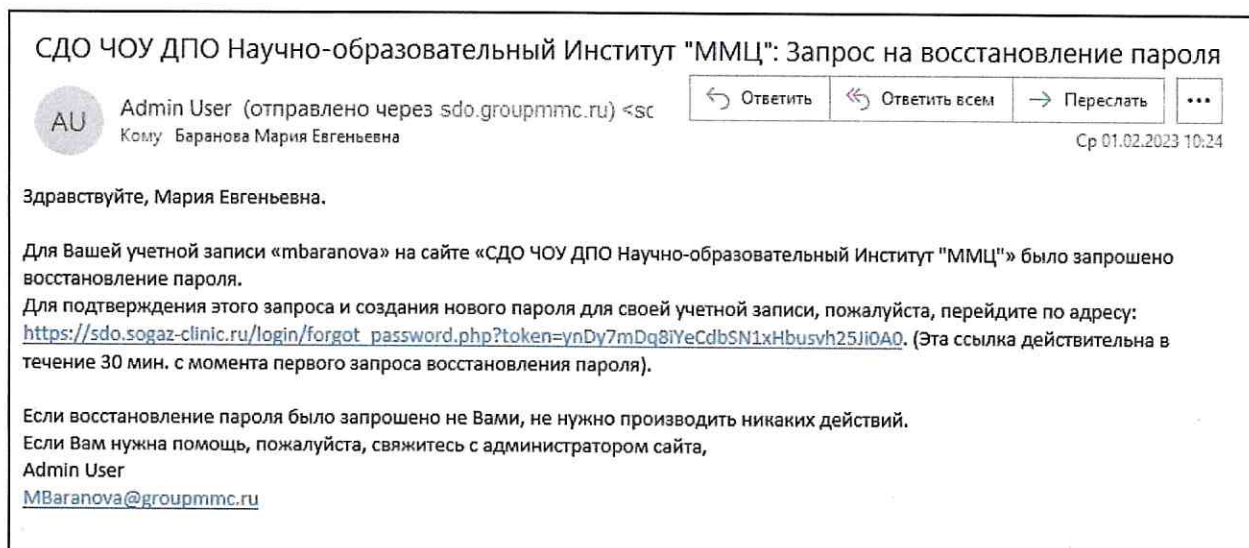 СДО ЧОУ ДПО Научно-образовательный Институт "ММЦ": Запрос на восстановление пароля
AU
Admin User (отправлено через sdo.groupmmc.ru) <sc
Ответить
Ответить всем
Переслать
Кому Баранова Мария Евгеньевна
Ср 01.02.2023 10:24
Здравствуйте, Мария Евгеньевна.
Для Вашей учетной записи «mbaranova» на сайте «СДО ЧОУ ДПО Научно-образовательный Институт "ММЦ"» было запрошено
восстановление пароля.
Для подтверждения этого запроса и создания нового пароля для своей учетной записи, пожалуйста, перейдите по адресу:
https://sdo.sogaz-clinic.ru/login/forgot_password.php?token=ynDy7mDq8iYeCdbSN1xHbusvh25Ji0A0. (Эта ссылка действительна в
течение 30 мин. с момента первого запроса восстановления пароля).
Если восстановление пароля было запрошено не Вами, не нужно производить никаких действий.
Если Вам нужна помощь, пожалуйста, свяжитесь с администратором сайта,
Admin User
MBaranova@groupmmc.ru